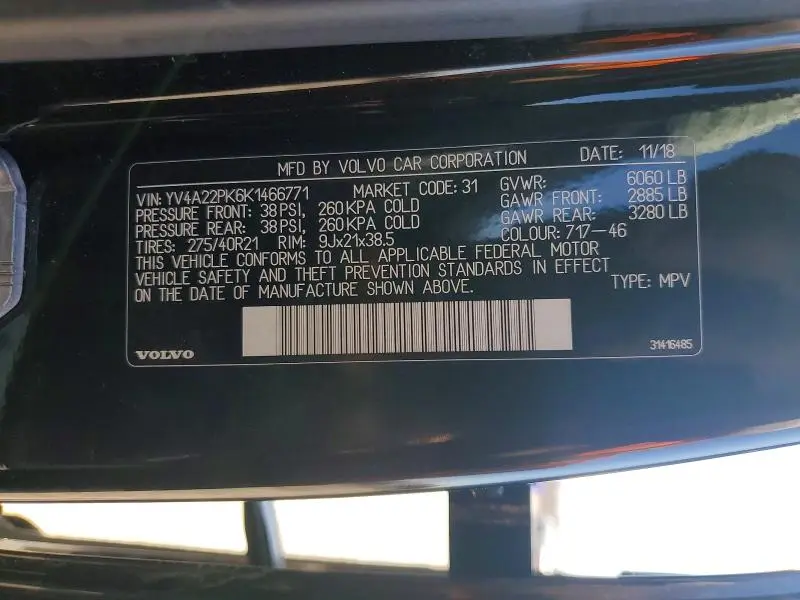 MFD BY VOLVO CAR CORPORATION DATE: 11/18
VIN: YV4A22PK6K1466771 MARKET CODE: 31 GVWR: 6060 LB
PRESSURE FRONT: 38 PSI, 260 KPA COLD GAWR FRONT: 2885 LB
PRESSURE REAR: 38 PSI, 260 KPA COLD GAWR REAR: 3280 LB
TIRES: 275/40R21 RIM: 9Jx21x38.5 COLOUR: 717-46
THIS VEHICLE CONFORMS TO ALL APPLICABLE FEDERAL MOTOR
VEHICLE SAFETY AND THEFT PREVENTION STANDARDS IN EFFECT
ON THE DATE OF MANUFACTURE SHOWN ABOVE. TYPE: MPV
VOLVO 31416485